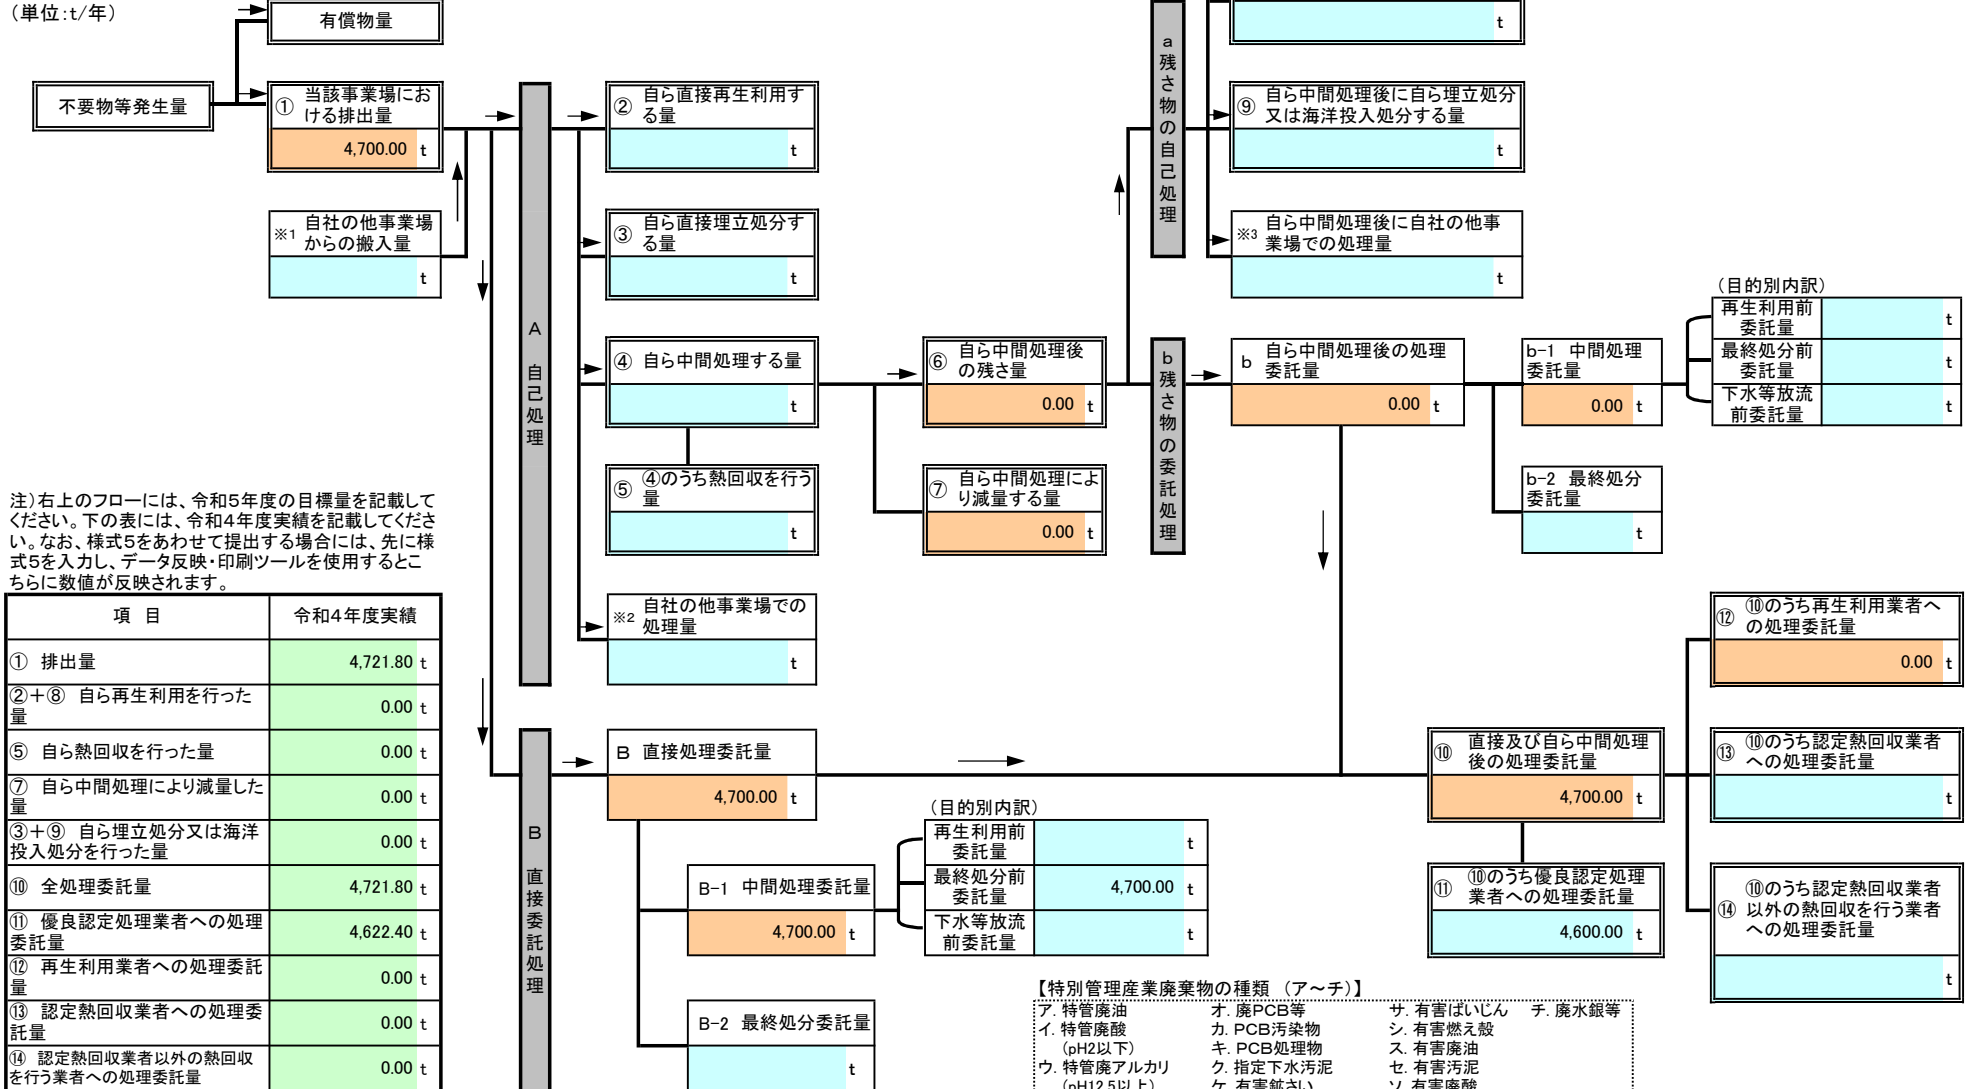 （単位:t/年）
有償物量
不要物等発生量
① 当該事業場にお
ける排出量
4,700.00 t
※1 自社の他事業場
からの搬入量
t
A 自己処理
② 自ら直接再生利用す
る量
t
③ 自ら直接埋立処分す
る量
t
④ 自ら中間処理する量
t
⑤ ④のうち熱回収を行う
量
t
※2 自社の他事業場での
処理量
t
⑥ 自ら中間処理後
の残さ量
0.00 t
⑦ 自ら中間処理によ
り減量する量
0.00 t
a 残さ物の自己処理
t
⑨ 自ら中間処理後に自ら埋立処分
又は海洋投入処分する量
t
※3 自ら中間処理後に自社の他事
業場での処理量
t
b 残さ物の委託処理
b 自ら中間処理後の処理
委託量
0.00 t
b-1 中間処理
委託量
0.00 t
b-2 最終処分
委託量
t
（目的別内訳）
再生利用前
委託量
t
最終処分前
委託量
t
下水等放流
前委託量
t
注）右上のフローには、令和５年度の目標量を記載して
ください。下の表には、令和４年度実績を記載してくださ
い。なお、様式５をあわせて提出する場合には、先に様
式５を入力し、データ反映・印刷ツールを使用するとこ
ちらに数値が反映されます。
項 目 令和４年度実績
① 排出量 4,721.80 t
②＋⑧ 自ら再生利用を行った
量
0.00 t
⑤ 自ら熱回収を行った量 0.00 t
⑦ 自ら中間処理により減量した
量
0.00 t
③＋⑨ 自ら埋立処分又は海洋
投入処分を行った量
0.00 t
⑩ 全処理委託量 4,721.80 t
⑪ 優良認定処理業者への処理
委託量
4,622.40 t
⑫ 再生利用業者への処理委託
量
0.00 t
⑬ 認定熱回収業者への処理委
託量
0.00 t
⑭ 認定熱回収業者以外の熱回収
を行う業者への処理委託量
0.00 t
B 直接委託処理
B 直接処理委託量
4,700.00 t
B-1 中間処理委託量
4,700.00 t
B-2 最終処分委託量
t
（目的別内訳）
再生利用前
委託量
t
最終処分前
委託量
4,700.00 t
下水等放流
前委託量
t
⑩ 直接及び自ら中間処理
後の処理委託量
4,700.00 t
⑪ ⑩のうち優良認定処理
業者への処理委託量
4,600.00 t
⑫ ⑩のうち再生利用業者へ
の処理委託量
0.00 t
⑬ ⑩のうち認定熱回収業者
への処理委託量
t
⑭ ⑩のうち認定熱回収業者
以外の熱回収を行う業者
への処理委託量
t
【特別管理産業廃棄物の種類 （ア～チ）】
ア. 特管廃油 オ. 廃PCB等 サ. 有害ばいじん チ. 廃水銀等
イ. 特管廃酸 カ. PCB汚染物 シ. 有害燃え殻
（pH2以下） キ. PCB処理物 ス. 有害廃油
ウ. 特管廃アルカリ ク. 指定下水汚泥 セ. 有害汚泥
（pH12.5以上） ケ. 有害鉱さい ソ. 有害廃酸